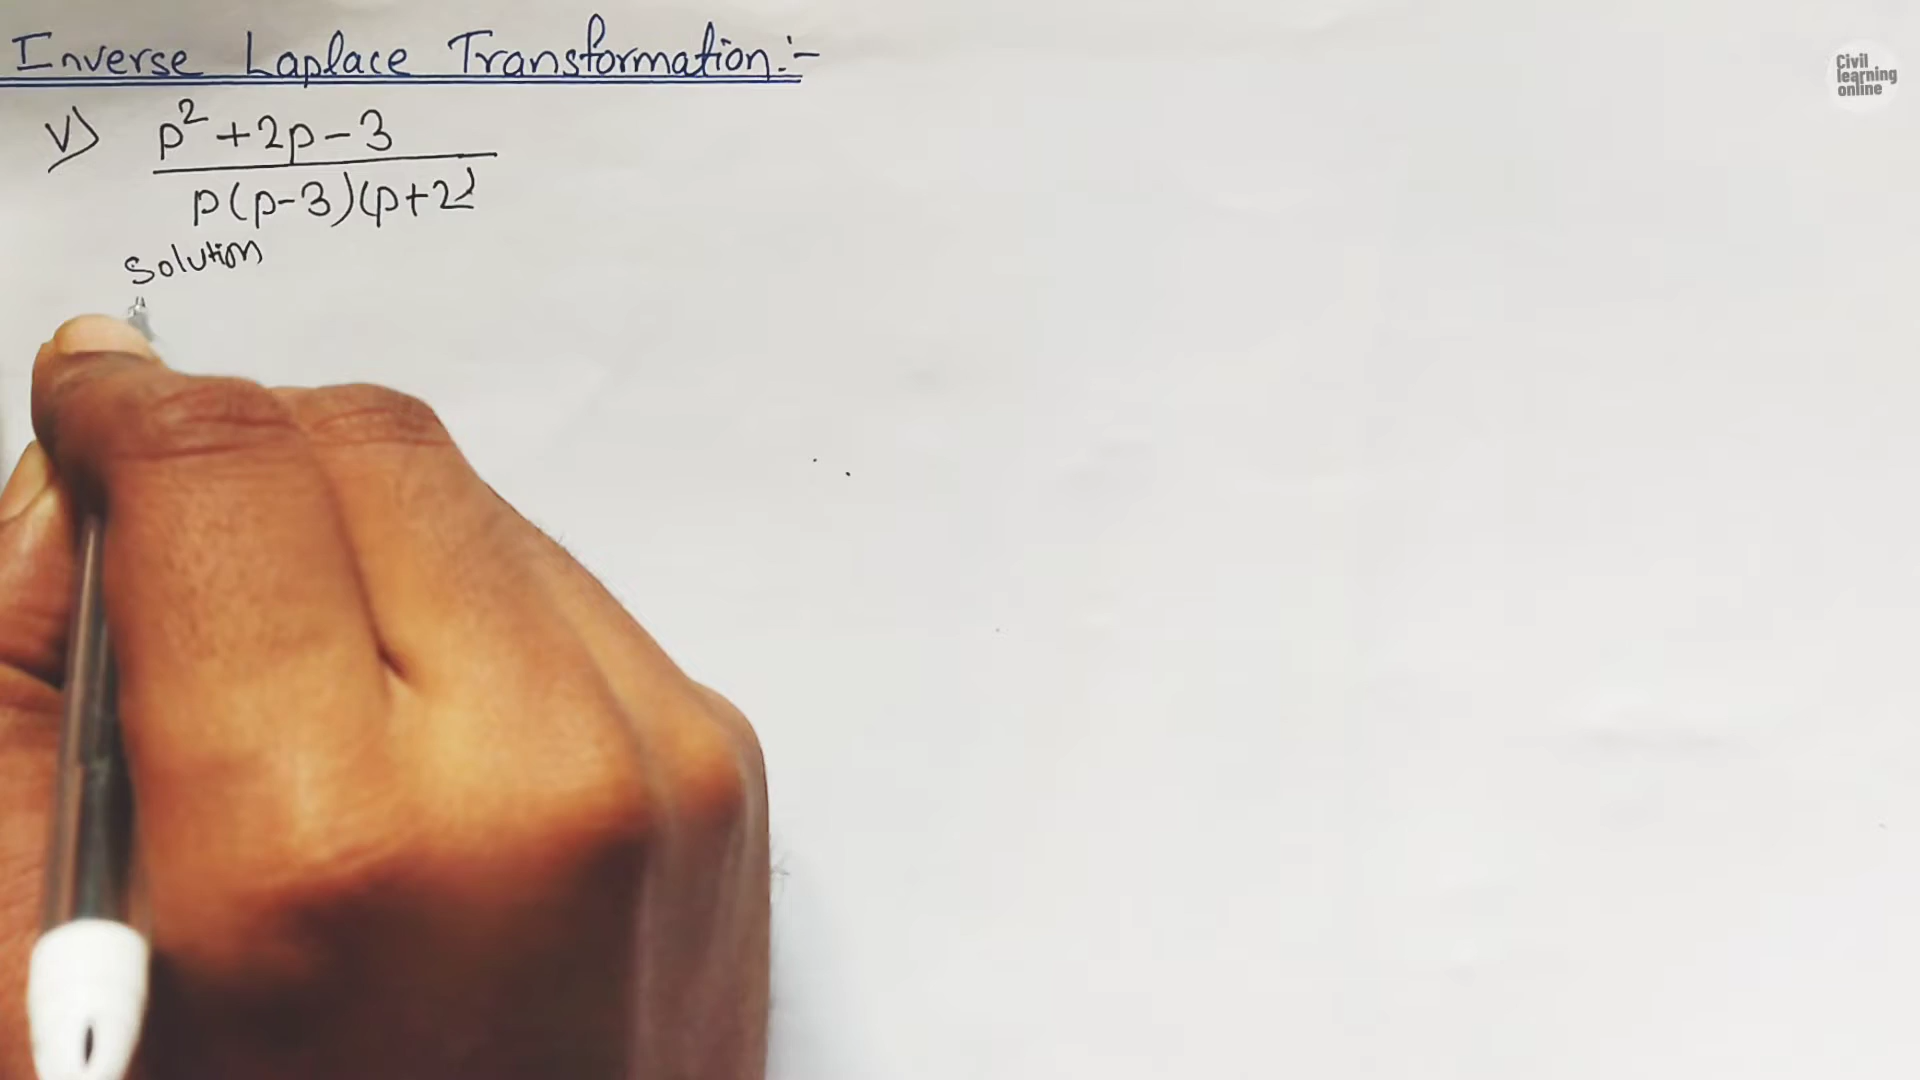 Inverse Laplace Transformation:-
v) p² + 2p - 3
p(p-3)(p+2)
Solution
Civil
learning
online